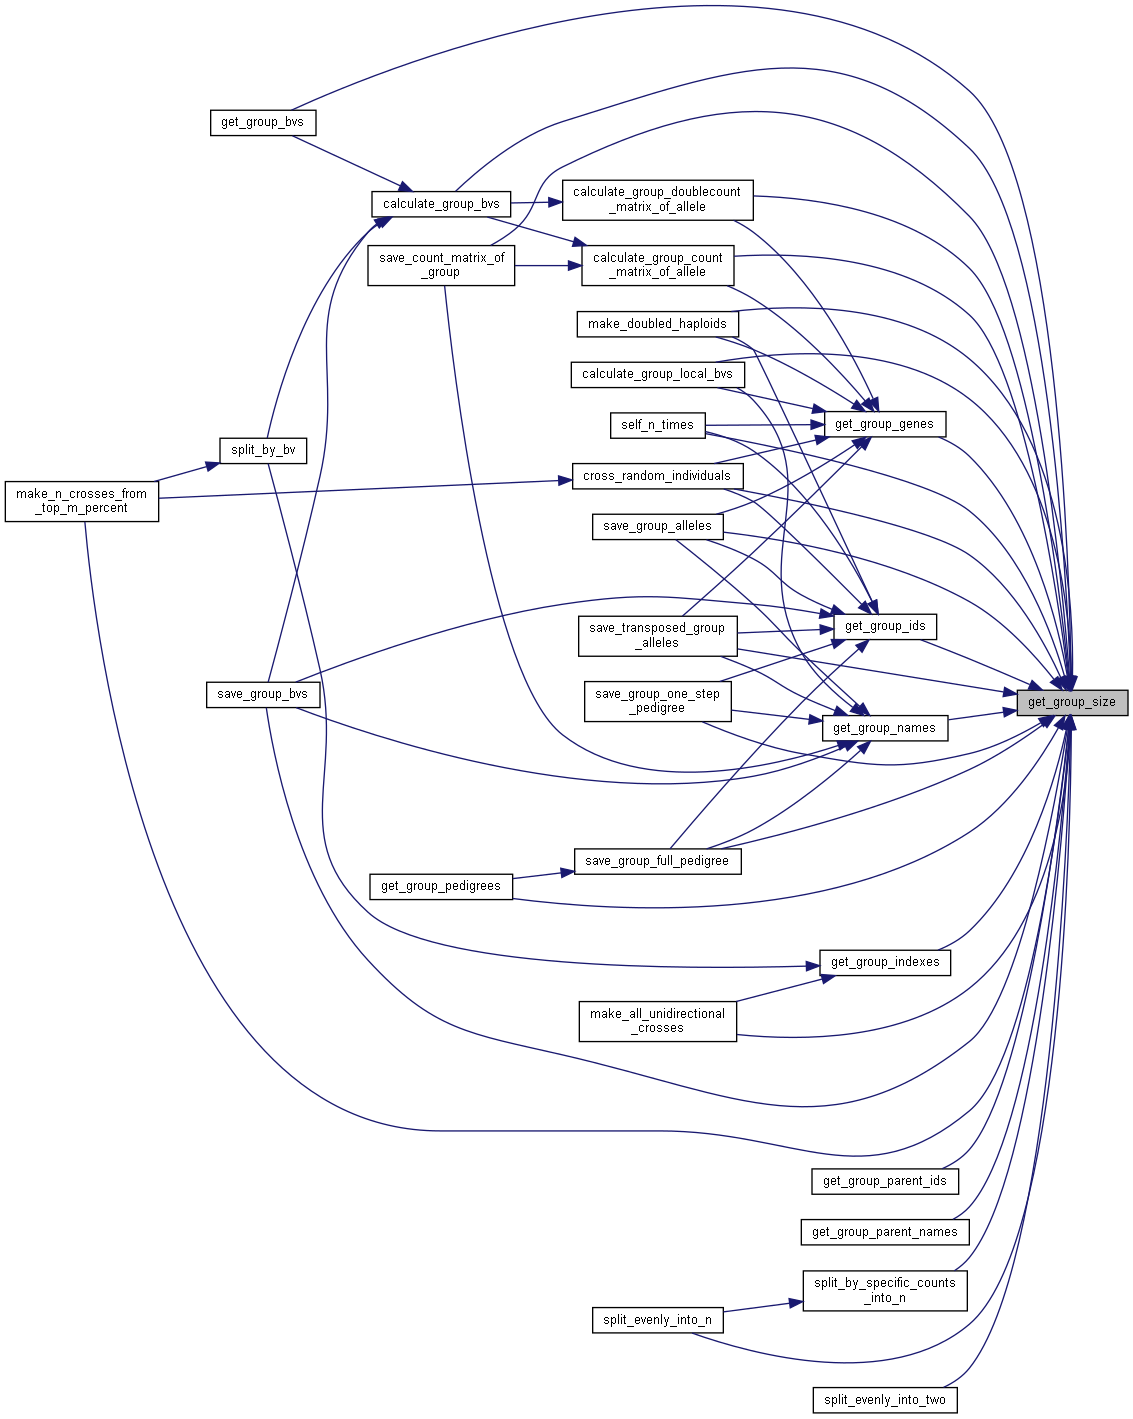 get_group_bvs
calculate_group_doublecount
_matrix_of_allele
calculate_group_bvs
save_count_matrix_of
_group
calculate_group_count
_matrix_of_allele
make_doubled_haploids
calculate_group_local_bvs
self_n_times
get_group_genes
split_by_bv
cross_random_individuals
make_n_crosses_from
_top_m_percent
save_group_alleles
save_transposed_group
_alleles
get_group_ids
save_group_bvs
save_group_one_step
_pedigree
get_group_size
get_group_names
save_group_full_pedigree
get_group_pedigrees
get_group_indexes
make_all_unidirectional
_crosses
get_group_parent_ids
get_group_parent_names
split_by_specific_counts
_into_n
split_evenly_into_n
split_evenly_into_two